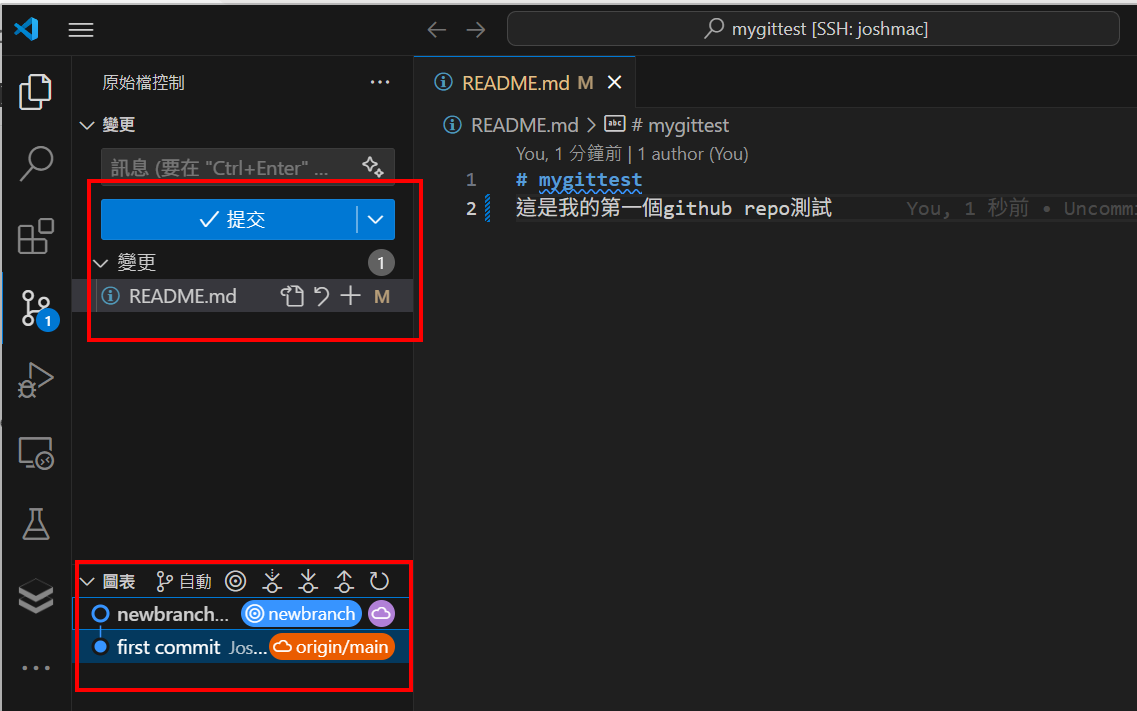 mygittest [SSH: joshmac]
原始檔控制
變更
訊息 (要在 "Ctrl+Enter" ...
提交
變更 1
README.md M
1
圖表 自動
newbranch... newbranch
first commit Jos... origin/main
README.md M
README.md > # mygittest
You, 1 分鐘前 | 1 author (You)
1 # mygittest
2 這是我的第一個github repo測試 You, 1 秒前 • Uncommi